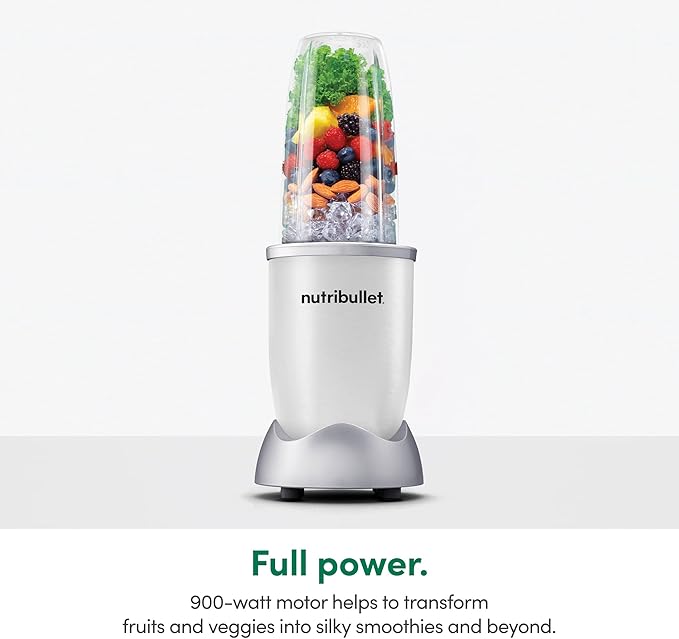 nutribullet.
Full power.
900-watt motor helps to transform
fruits and veggies into silky smoothies and beyond.